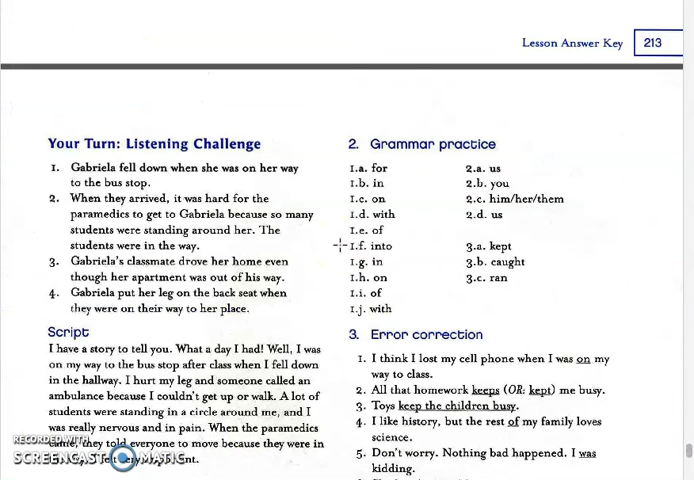 Lesson Answer Key 213
Your Turn: Listening Challenge
1. Gabriela fell down when she was on her way
to the bus stop.
2. When they arrived, it was hard for the
paramedics to get to Gabriela because so many
students were standing around her. The
students were in the way.
3. Gabriela's classmate drove her home even
though her apartment was out of his way.
4. Gabriela put her leg on the back seat when
they were on their way to her place.
Script
I have a story to tell you. What a day I had! Well, I was
on my way to the bus stop after class when I fell down
in the hallway. I hurt my leg and someone called an
ambulance because I couldn't get up or walk. A lot of
students were standing in a circle around me, and I
was really nervous and in pain. When the paramedics
came, they told everyone to move because they were in
RECORDED WITH
SCREENCAST MATIC
2. Grammar practice
1.a. for
1.b. in
1.c. on
1.d. with
1.e. of
1.f. into
1.g. in
1.h. on
1.i. of
1.j. with
2.a. us
2.b. you
2.c. him/her/them
2.d. us
3.a. kept
3.b. caught
3.c. ran
3. Error correction
1. I think I lost my cell phone when I was on my
way to class.
2. All that homework keeps (OR: kept) me busy.
3. Toys keep the children busy.
4. I like history, but the rest of my family loves
science.
5. Don't worry. Nothing bad happened. I was
kidding.